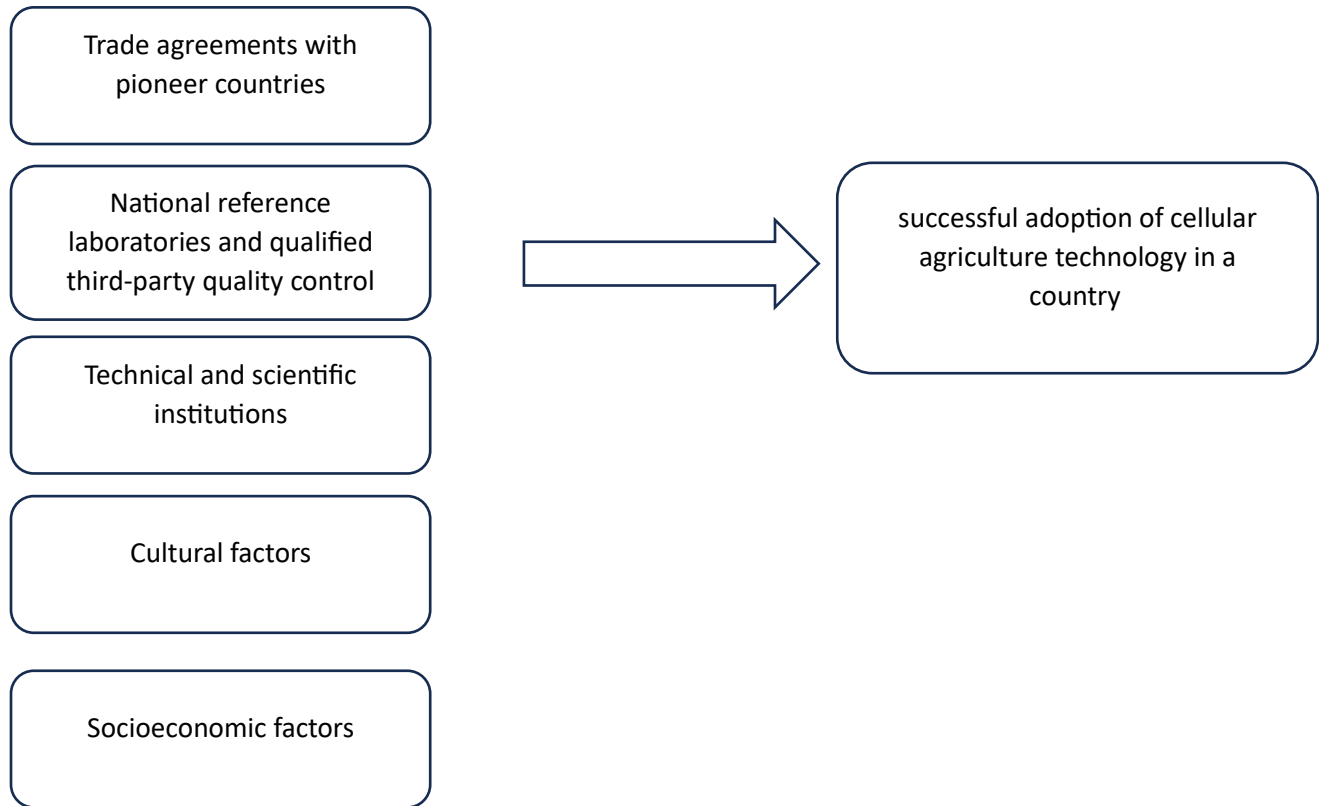 Trade agreements with
pioneer countries
National reference
laboratories and qualified
third-party quality control
Technical and scientific
institutions
Cultural factors
Socioeconomic factors
successful adoption of cellular
agriculture technology in a
country